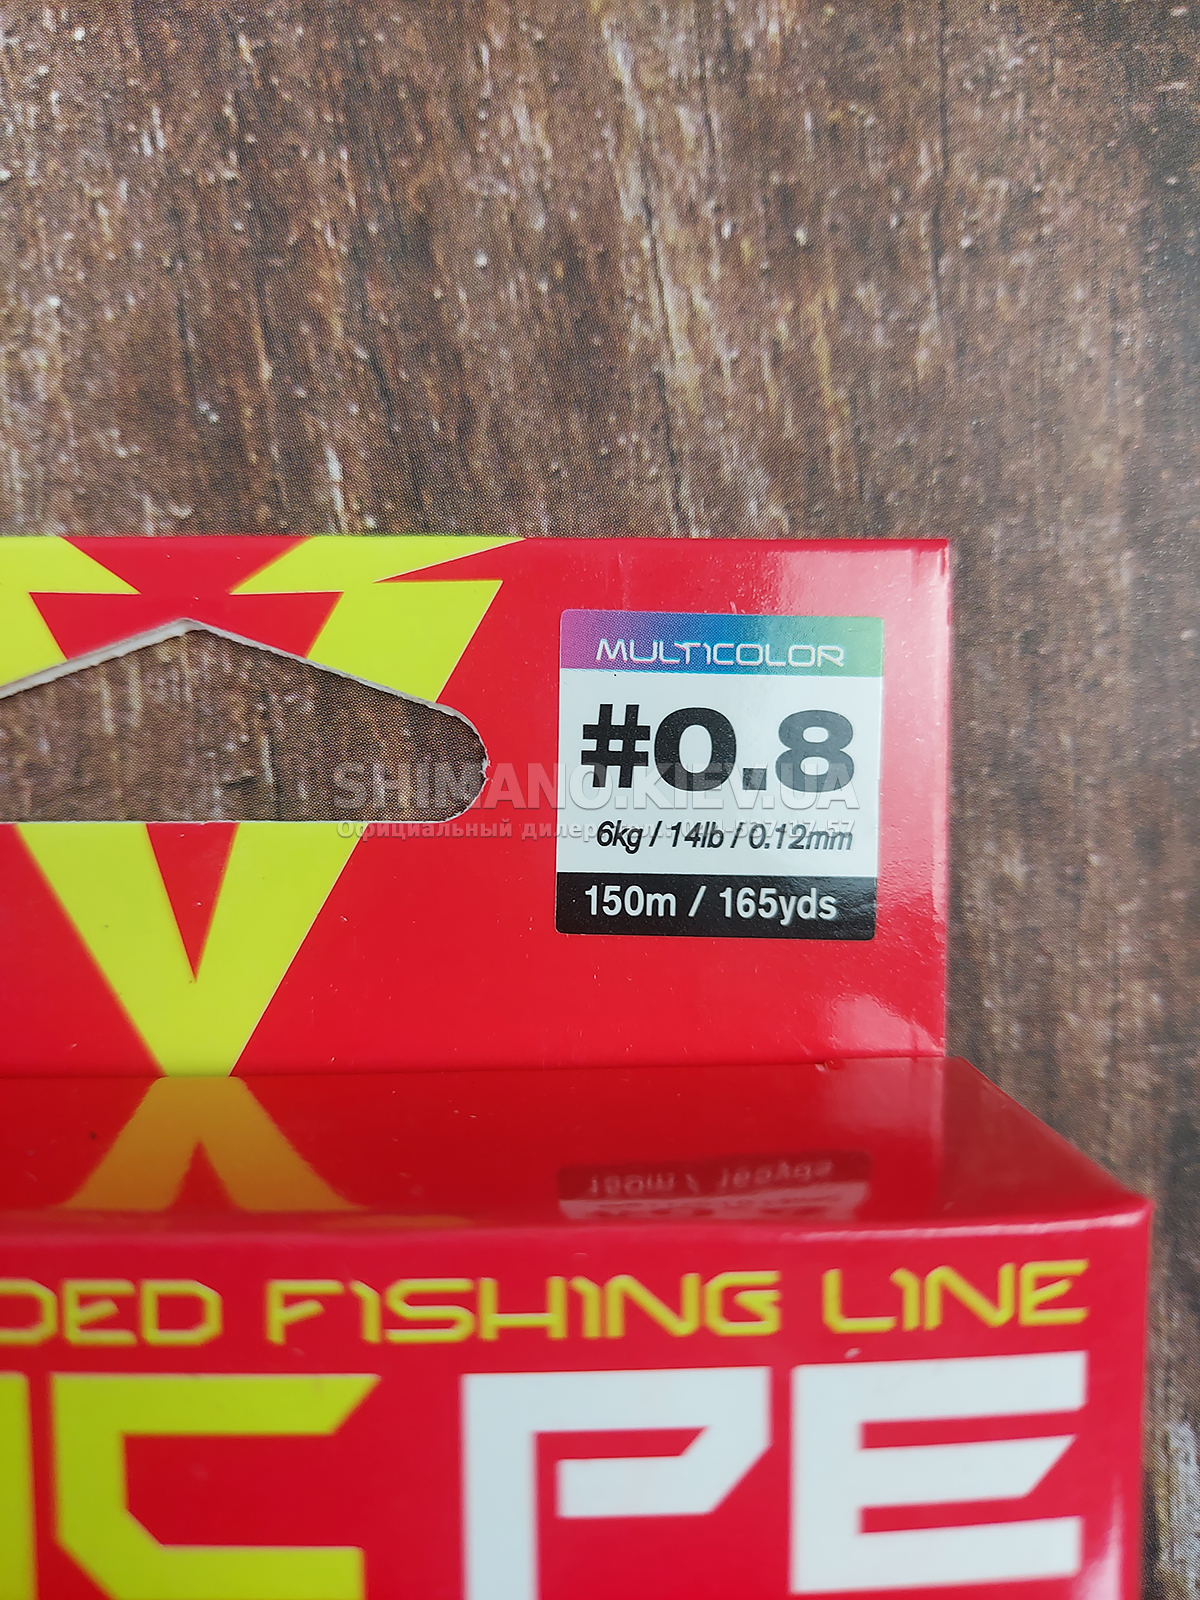 MULTICOLOR
#0.8
SHIMANO.KIEV.UA
Официальный дилер
6kg / 14lb / 0.12mm
150m / 165yds
DED FISHING LINE
PE